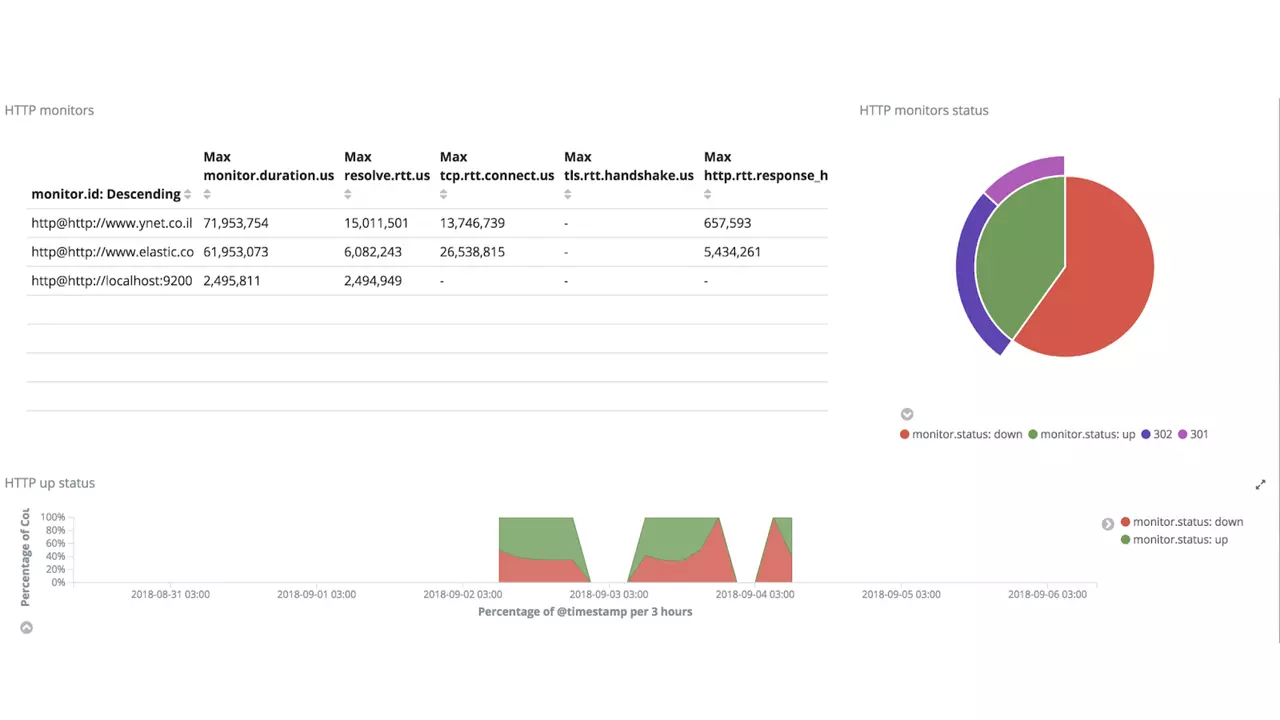 HTTP monitors
HTTP monitors status
Max Max Max Max Max
monitor.duration.us resolve.rtt.us tcp.rtt.connect.us tls.rtt.handshake.us http.rtt.response_h
monitor.id: Descending
http@http://www.ynet.co.il 71,953,754 15,011,501 13,746,739 - 657,593
http@http://www.elastic.co 61,953,073 6,082,243 26,538,815 - 5,434,261
http@http://localhost:9200 2,495,811 2,494,949 - - -
monitor.status: down monitor.status: up 302 301
HTTP up status
Percentage of Cou
100%
80%
60%
40%
20%
0%
2018-08-31 03:00 2018-09-01 03:00 2018-09-02 03:00 2018-09-03 03:00 2018-09-04 03:00 2018-09-05 03:00 2018-09-06 03:00
Percentage of @timestamp per 3 hours
monitor.status: down
monitor.status: up